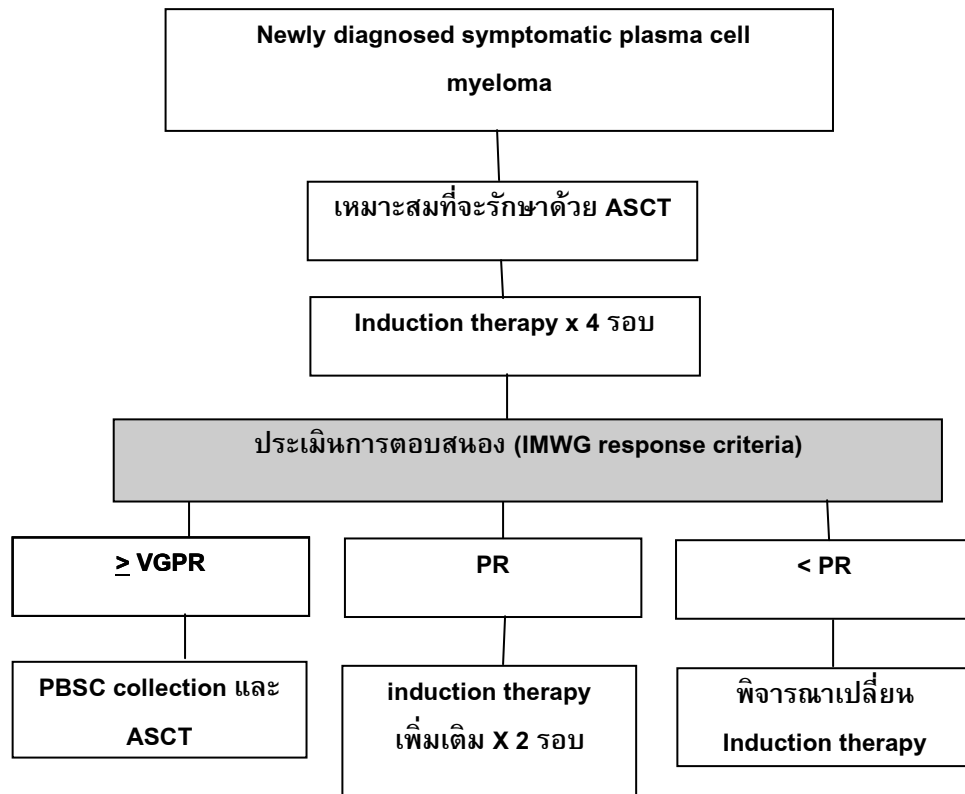 Newly diagnosed symptomatic plasma cell
myeloma
เหมาะสมที่จะรักษาด้วย ASCT
Induction therapy x 4 รอบ
ประเมินการตอบสนอง (IMWG response criteria)
≥ VGPR
PR
< PR
PBSC collection และ
ASCT
induction therapy
เพิ่มเติม X 2 รอบ
พิจารณาเปลี่ยน
Induction therapy